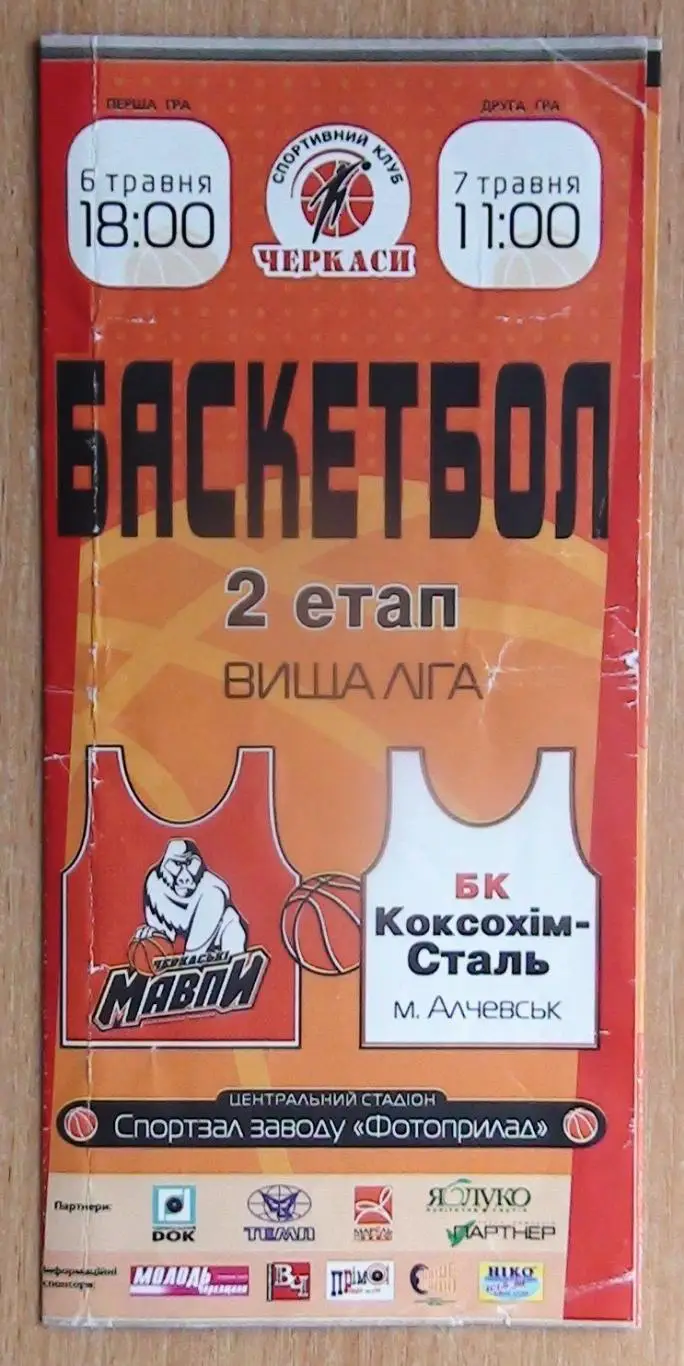 ПЕРША ГРА
6 травня
18:00
СПОРТИВНИЙ КЛУБ
ЧЕРКАСИ
ДРУГА ГРА
7 травня
11:00
БАСКЕТБОЛ
2 етап
ВИЩА ЛІГА
ЧЕРКАСЬКІ
МАВПИ
БК
Коксохім-
Сталь
м. Алчевськ
ЦЕНТРАЛЬНИЙ СТАДІОН
Спортзал заводу «Фотоприлад»
Партнери:
DOK
ТЕМП
ЯБЛУКО
ПАРТНЕР
Інформаційні
спонсори:
МОЛОДЬ
ВЧ
ПРІМОІ
НІКО